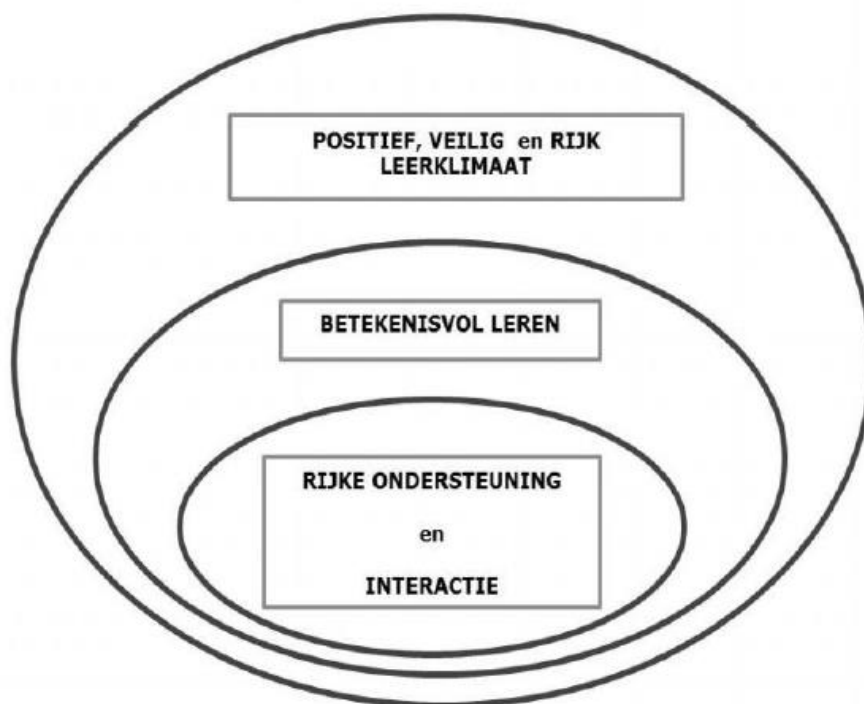 POSITIEF, VEILIG en RIJK
LEERKLIMAAT
BETEKENISVOL LEREN
RIJKE ONDERSTEUNING
en
INTERACTIE